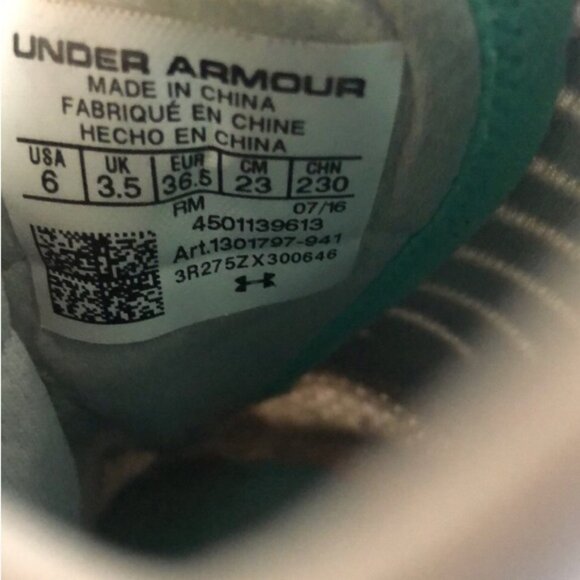 UNDER ARMOUR
MADE IN CHINA
FABRIQUÉ EN CHINE
HECHO EN CHINA
USA UK EUR CM CHN
6 3.5 36.5 23 230
RM 07/16
4501139613
Art.1301797-941
3R275ZX300646